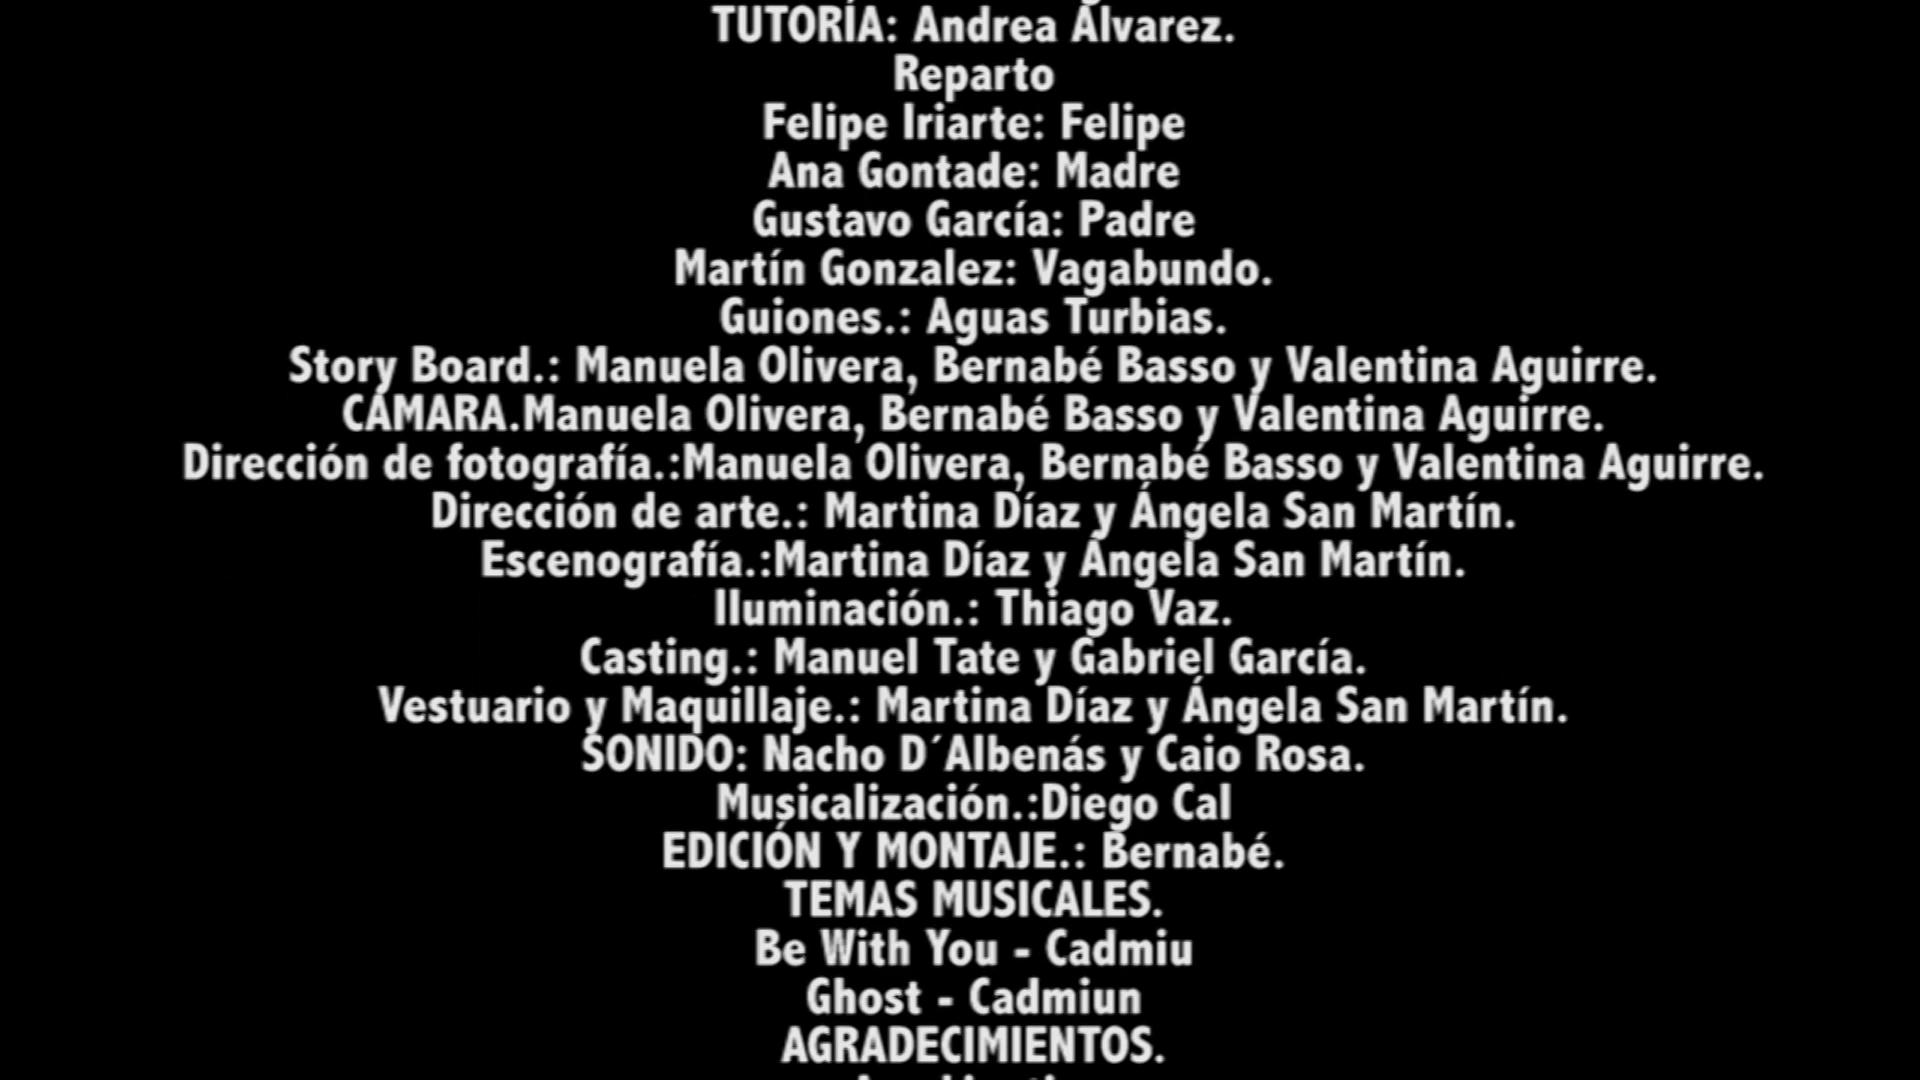 TUTORÍA: Andrea Álvarez.
Reparto
Felipe Iriarte: Felipe
Ana Gontade: Madre
Gustavo García: Padre
Martín Gonzalez: Vagabundo.
Guiones.: Aguas Turbias.
Story Board.: Manuela Olivera, Bernabé Basso y Valentina Aguirre.
CÁMARA.Manuela Olivera, Bernabé Basso y Valentina Aguirre.
Dirección de fotografía.:Manuela Olivera, Bernabé Basso y Valentina Aguirre.
Dirección de arte.: Martina Díaz y Ángela San Martín.
Escenografía.:Martina Díaz y Ángela San Martín.
Iluminación.: Thiago Vaz.
Casting.: Manuel Tate y Gabriel García.
Vestuario y Maquillaje.: Martina Díaz y Ángela San Martín.
SONIDO: Nacho D´Albenás y Caio Rosa.
Musicalización.:Diego Cal
EDICIÓN Y MONTAJE.: Bernabé.
TEMAS MUSICALES.
Be With You - Cadmiu
Ghost - Cadmiun
AGRADECIMIENTOS.